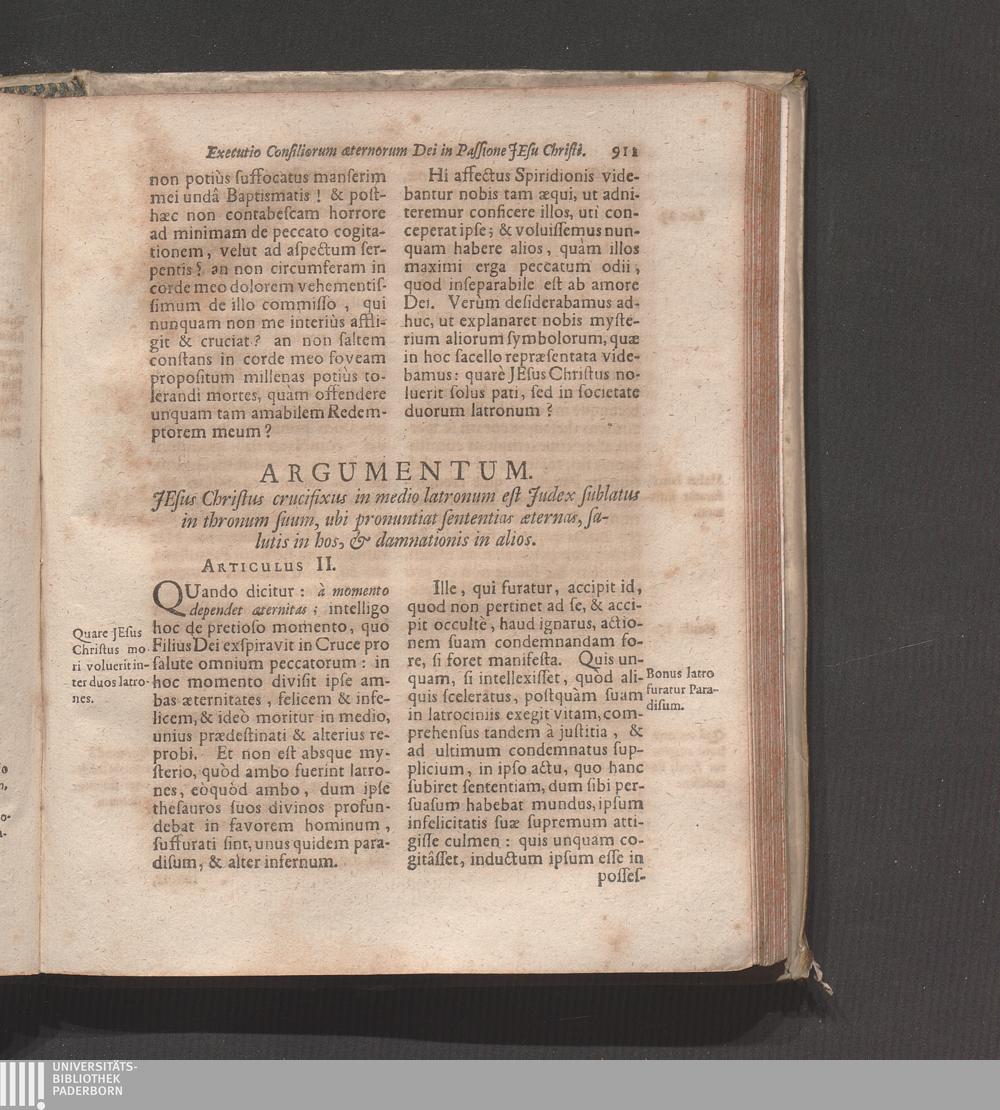 Executio Conſiliorum æternorum Dei in Paſſione JEſu Chriſti. 911
non potiùs ſuffocatus manſerim
mei undâ Baptismatis ! & poſt-
hæc non contabeſcam horrore
ad minimam de peccato cogita-
tionem, velut ad aſpectum ſer-
pentis? an non circumferam in
corde meo dolorem vehementiſ-
ſimum de illo commiſſo, qui
nunquam non me interiùs affli-
git & cruciat? an non ſaltem
conſtans in corde meo foveam
propoſitum millenas potiùs to-
lerandi mortes, quàm offendere
unquam tam amabilem Redem-
ptorem meum?
Hi affectus Spiridionis vide-
bantur nobis tam æqui, ut adni-
teremur conficere illos, uti con-
ceperat ipſe; & voluiſſemus nun-
quam habere alios, quàm illos
maximi erga peccatum odii,
quod inſeparabile eſt ab amore
Dei. Verùm deſiderabamus ad-
huc, ut explanaret nobis myſte-
rium aliorum ſymbolorum, quæ
in hoc ſacello repræſentata vide-
bamus: quarè JEſus Chriſtus no-
luerit ſolus pati, ſed in ſocietate
duorum latronum?
ARGUMENTUM.
JEſus Chriſtus crucifixus in medio latronum eſt Judex ſublatus
in thronum ſuum, ubi pronuntiat ſententias æternas, ſa-
lutis in hos, & damnationis in alios.
ARTICULUS II.
QUando dicitur: à momento
dependet æternitas; intelligo
hoc de pretioſo momento, quo
Filius Dei exſpiravit in Cruce pro
ſalute omnium peccatorum: in
hoc momento diviſit ipſe am-
bas æternitates, felicem & infe-
licem, & ideò moritur in medio,
unius prædeſtinati & alterius re-
probi. Et non eſt absque my-
ſterio, quòd ambo fuerint latro-
nes, eòquòd ambo, dum ipſe
theſauros ſuos divinos profun-
debat in favorem hominum,
ſuffurati ſint, unus quidem para-
diſum, & alter infernum.
Quare JEſus
Chriſtus mo-
ri voluerit in-
ter duos latro-
nes.
Ille, qui furatur, accipit id,
quod non pertinet ad ſe, & acci-
pit occultè, haud ignarus, actio-
nem ſuam condemnandam fo-
re, ſi foret manifeſta. Quis un-
quam, ſi intellexiſſet, quòd ali-
quis ſceleratus, poſtquàm ſuam
in latrociniis exegit vitam, com-
prehenſus tandem à juſtitia, &
ad ultimum condemnatus ſup-
plicium, in ipſo actu, quo hanc
ſubiret ſententiam, dum ſibi per-
ſuaſum habebat mundus, ipſum
infelicitatis ſuæ ſupremum atti-
giſſe culmen: quis unquam co-
gitâſſet, inductum ipſum eſſe in
poſſeſ-
Bonus latro
furatur Para-
diſum.
UNIVERSITÄTS-
BIBLIOTHEK
PADERBORN